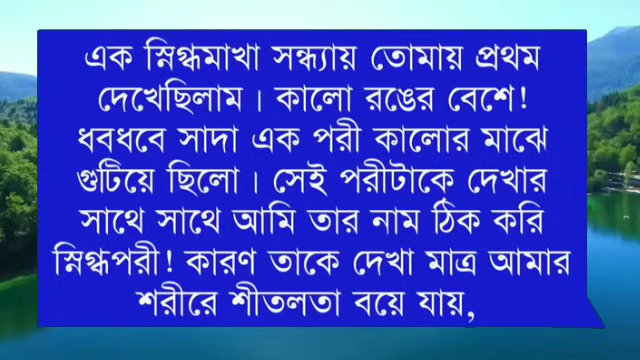 এক স্নিগ্ধমাখা সন্ধ্যায় তোমায় প্রথম
দেখেছিলাম। কালো রঙের বেশে!
ধবধবে সাদা এক পরী কালোর মাঝে
গুটিয়ে ছিলো। সেই পরীটাকে দেখার
সাথে সাথে আমি তার নাম ঠিক করি
স্নিগ্ধপরী! কারণ তাকে দেখা মাত্র আমার
শরীরে শীতলতা বয়ে যায়,